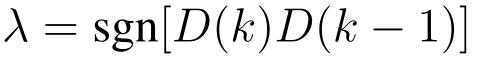 λ = sgn[D(k)D(k − 1)]